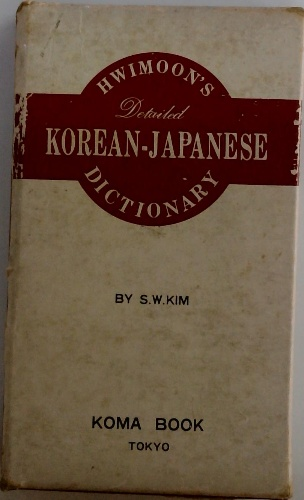 HWIMOON'S
Detailed
KOREAN-JAPANESE
DICTIONARY
BY S.W.KIM
KOMA BOOK
TOKYO